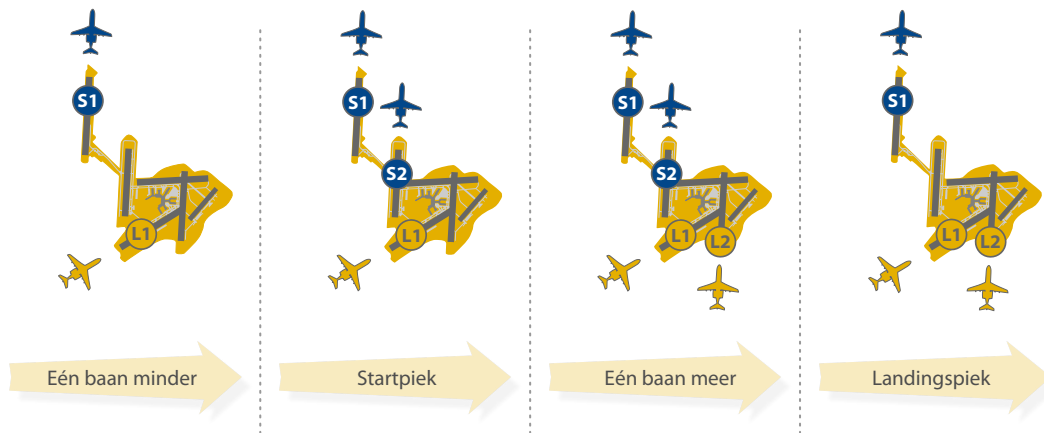 S1
L1
Eén baan minder
S1
S2
L1
Startpiek
S1
S2
L1
L2
Eén baan meer
S1
L1
L2
Landingspiek